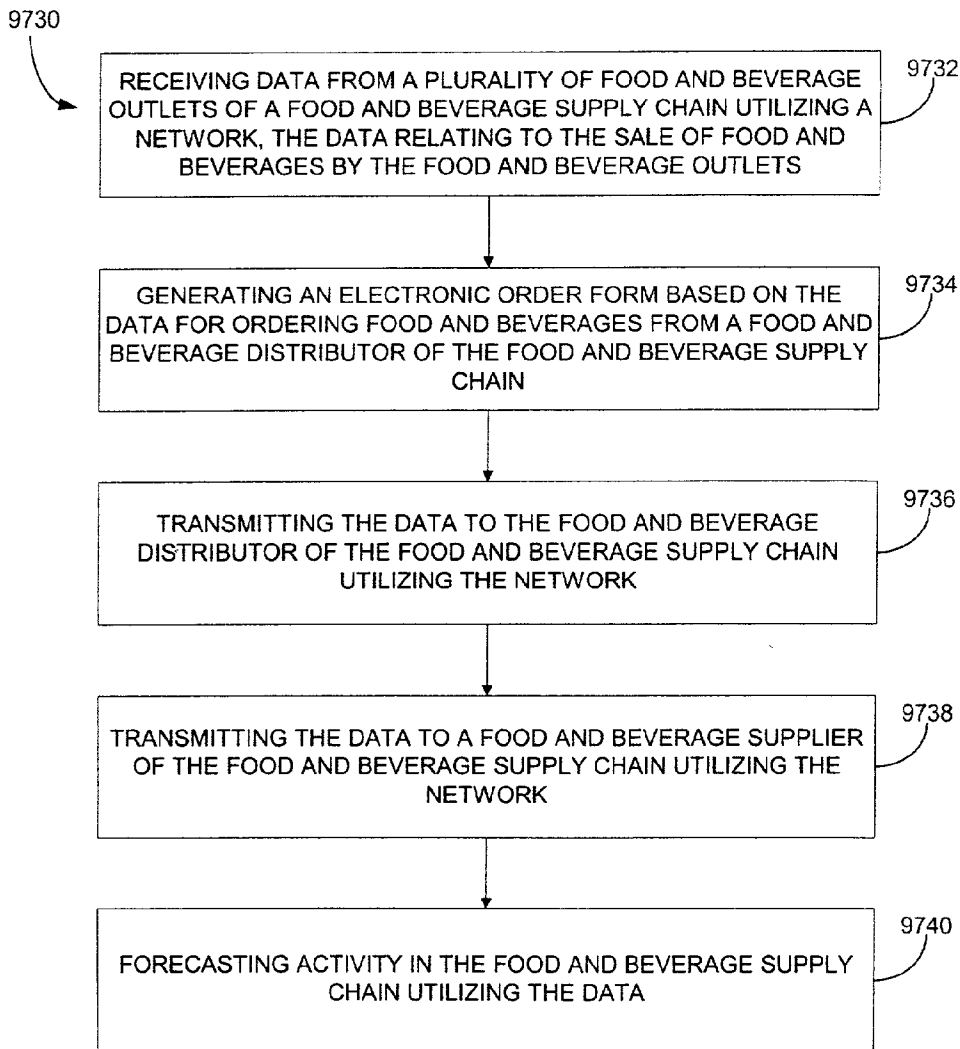 9730
RECEIVING DATA FROM A PLURALITY OF FOOD AND BEVERAGE
OUTLETS OF A FOOD AND BEVERAGE SUPPLY CHAIN UTILIZING A
NETWORK, THE DATA RELATING TO THE SALE OF FOOD AND
BEVERAGES BY THE FOOD AND BEVERAGE OUTLETS
9732
GENERATING AN ELECTRONIC ORDER FORM BASED ON THE
DATA FOR ORDERING FOOD AND BEVERAGES FROM A FOOD AND
BEVERAGE DISTRIBUTOR OF THE FOOD AND BEVERAGE SUPPLY
CHAIN
9734
TRANSMITTING THE DATA TO THE FOOD AND BEVERAGE
DISTRIBUTOR OF THE FOOD AND BEVERAGE SUPPLY CHAIN
UTILIZING THE NETWORK
9736
TRANSMITTING THE DATA TO A FOOD AND BEVERAGE SUPPLIER
OF THE FOOD AND BEVERAGE SUPPLY CHAIN UTILIZING THE
NETWORK
9738
FORECASTING ACTIVITY IN THE FOOD AND BEVERAGE SUPPLY
CHAIN UTILIZING THE DATA
9740